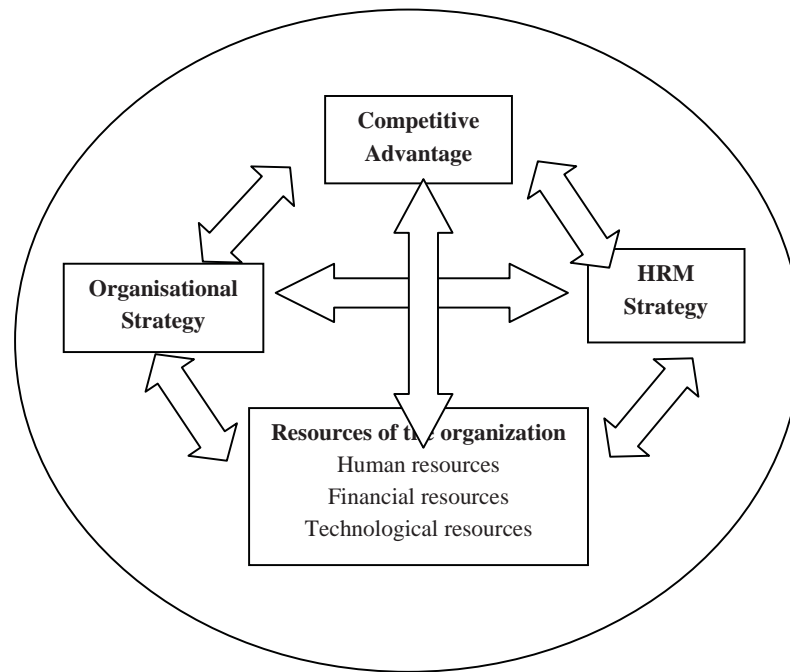 Competitive
Advantage
Organisational
Strategy
HRM
Strategy
Resources of the organization
Human resources
Financial resources
Technological resources